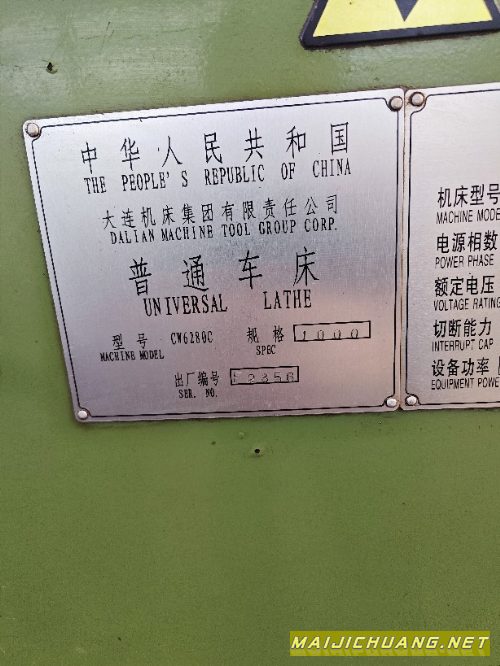 中华人民共和国
THE PEOPLE'S REPUBLIC OF CHINA
大连机床集团有限责任公司
DALIAN MACHINE TOOL GROUP CORP.
普通车床
UNIVERSAL LATHE
型号 CW6280C 规格 1000
MACHINE MODEL SPEC
出厂编号
SER. NO.
机床型号
MACHINE MODE
电源相数
POWER PHASE
额定电压
VOLTAGE RATING
切断能力
INTERRUPT CAP
设备功率
EQUIPMENT POWE
MAIJICHUANG.NET